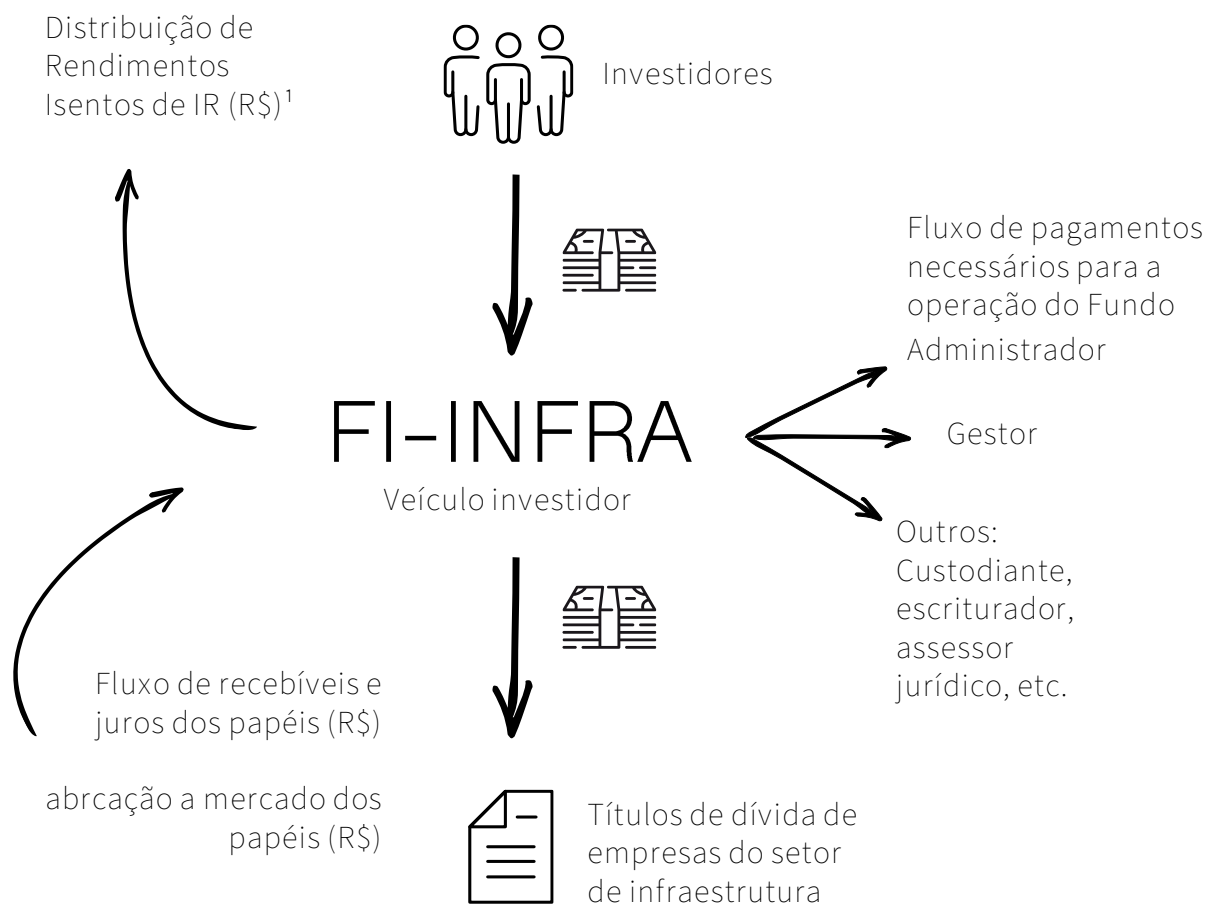 Distribuição de
Rendimentos
Isentos de IR (R$)¹
Investidores
Fluxo de pagamentos
necessários para a
operação do Fundo
Administrador
Gestor
Outros:
Custodiante,
escriturador,
assessor
jurídico, etc.
FI-INFRA
Veículo investidor
Fluxo de recebíveis e
juros dos papéis (R$)
abrcação a mercado dos
papéis (R$)
Títulos de dívida de
empresas do setor
de infraestrutura